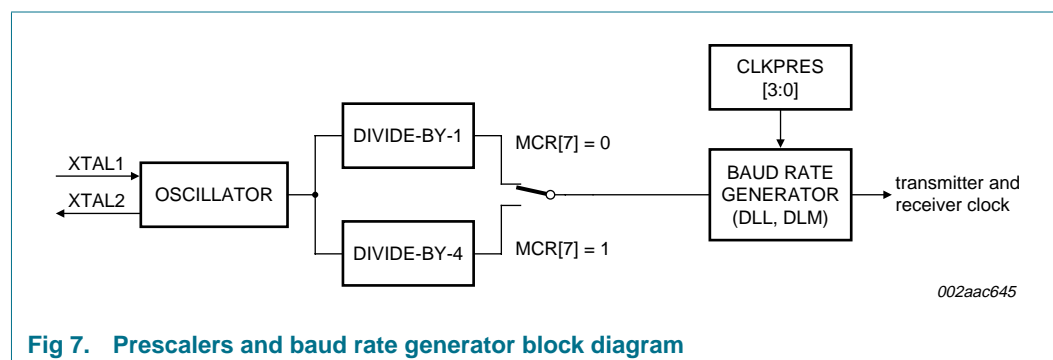 CLKPRES
[3:0]
DIVIDE-BY-1
MCR[7] = 0
XTAL1
XTAL2
OSCILLATOR
BAUD RATE
GENERATOR
(DLL, DLM)
transmitter and
receiver clock
DIVIDE-BY-4
MCR[7] = 1
002aac645
Fig 7. Prescalers and baud rate generator block diagram